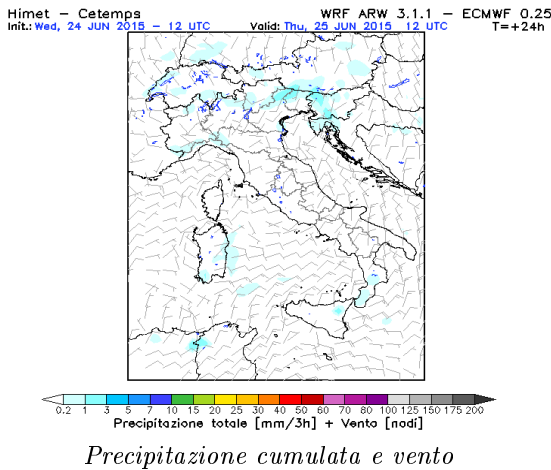 Himet – Cetemps WRF ARW 3.1.1 – ECMWF 0.25
Init.: Wed, 24 JUN 2015 – 12 UTC Valid: Thu, 25 JUN 2015 12 UTC T=+24h
0.2 1 3 5 7 10 15 20 25 30 40 50 60 70 80 100 125 150 175 200
Precipitazione totale [mm/3h] + Vento [nodi]
Precipitazione cumulata e vento